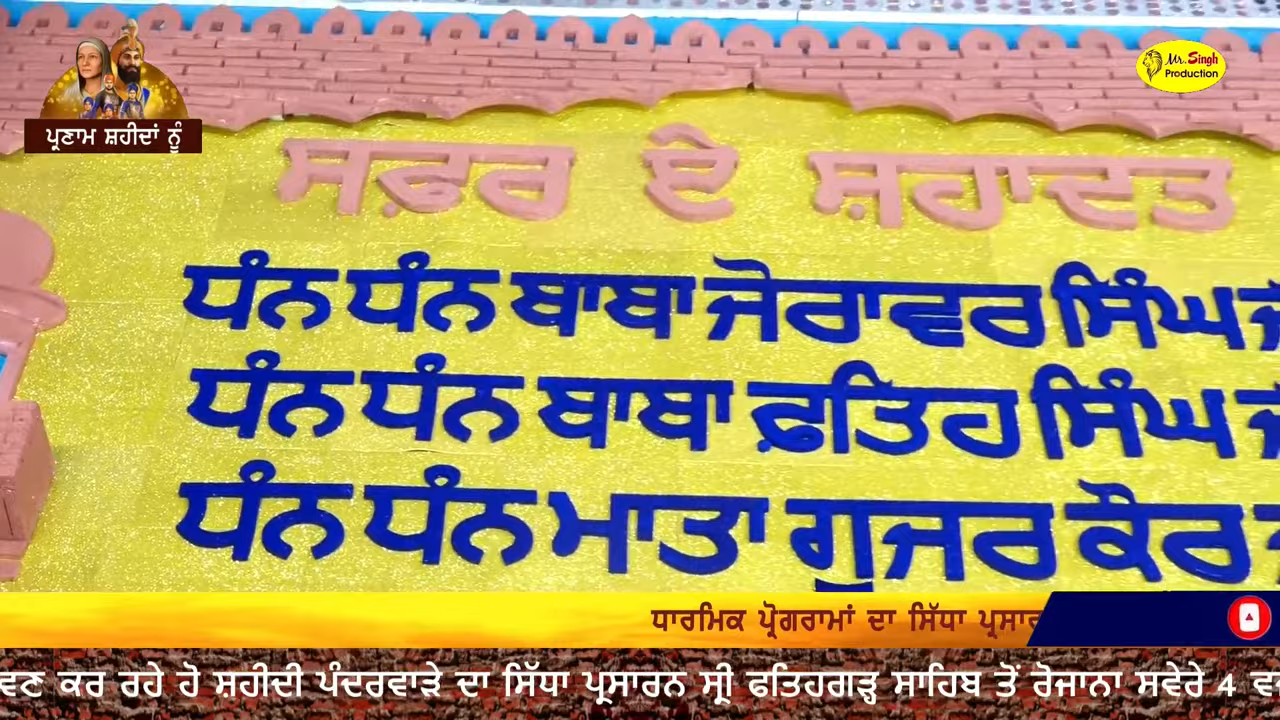 Mr. Singh
Production
ਪ੍ਰਣਾਮ ਸ਼ਹੀਦਾਂ ਨੂੰ
ਸਫ਼ਰ ਏ ਸ਼ਹਾਦਤ
ਧੰਨ ਧੰਨ ਬਾਬਾ ਜੋਰਾਵਰ ਸਿੰਘ
ਧੰਨ ਧੰਨ ਬਾਬਾ ਫ਼ਤਿਹ ਸਿੰਘ
ਧੰਨ ਧੰਨ ਮਾਤਾ ਗੁਜਰ ਕੌਰ
ਧਾਰਮਿਕ ਪ੍ਰੋਗਰਾਮਾਂ ਦਾ ਸਿੱਧਾ
ਕਰ ਰਹੇ ਹੋ ਸ਼ਹੀਦੀ ਪੰਦਰਵਾੜੇ ਦਾ ਸਿੱਧਾ ਪ੍ਰਸਾਰਨ ਸ੍ਰੀ ਫਤਿਹਗੜ੍ਹ ਸਾਹਿਬ ਤੋਂ ਰੋਜਾਨਾ ਸਵੇਰੇ 4